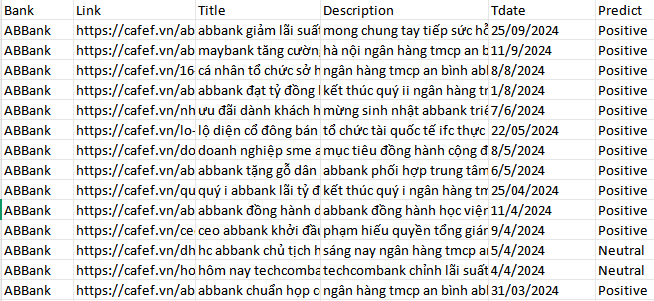 Bank Link Title Description Tdate Predict
ABBank https://cafef.vn/ab abbank giảm lãi suất mong chung tay tiếp sức hỗ 25/09/2024 Positive
ABBank https://cafef.vn/ab maybank tăng cườn hà nội ngân hàng tmcp an b 11/9/2024 Positive
ABBank https://cafef.vn/16 cá nhân tổ chức sở h ngân hàng tmcp an bình abl 8/8/2024 Positive
ABBank https://cafef.vn/ab abbank đạt tỷ đồng l kết thúc quý ii ngân hàng tm 1/8/2024 Positive
ABBank https://cafef.vn/nh ưu đãi dành khách h mừng sinh nhật abbank triể 7/6/2024 Positive
ABBank https://cafef.vn/lo- lộ diện cổ đông bán tổ chức tài quốc tế ifc thực 22/05/2024 Positive
ABBank https://cafef.vn/do doanh nghiệp sme a mục tiêu đồng hành cộng đ 8/5/2024 Positive
ABBank https://cafef.vn/ab abbank tặng gỗ dân abbank phối hợp trung tâm 6/5/2024 Positive
ABBank https://cafef.vn/qu quý i abbank lãi tỷ đ kết thúc quý i ngân hàng tm 25/04/2024 Positive
ABBank https://cafef.vn/ab abbank đồng hành d abbank đồng hành học viện 11/4/2024 Positive
ABBank https://cafef.vn/ce ceo abbank khởi đầu phạm hiếu quyền tổng gián 9/4/2024 Positive
ABBank https://cafef.vn/dh hc abbank chủ tịch h sáng nay ngân hàng tmcp an 5/4/2024 Neutral
ABBank https://cafef.vn/ho hôm nay techcomba techcombank chỉnh lãi suất 4/4/2024 Neutral
ABBank https://cafef.vn/ab abbank chuẩn họp c ngân hàng tmcp an bình abl 31/03/2024 Positive